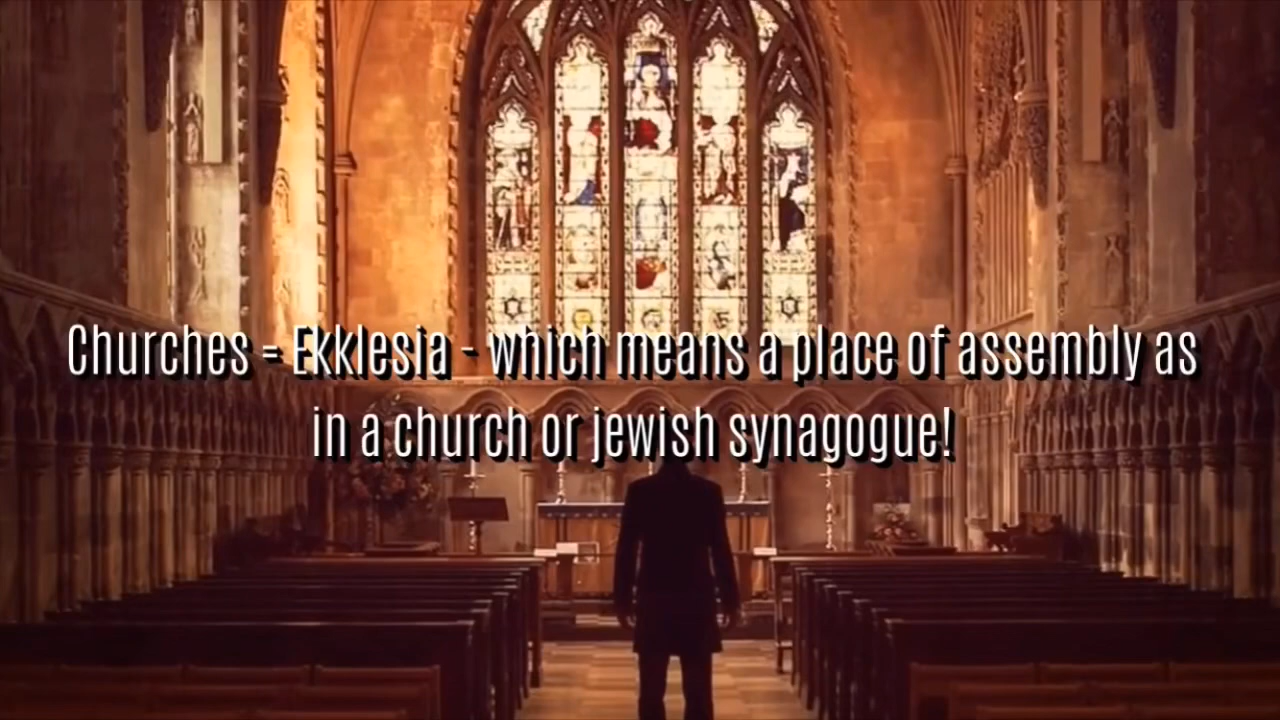 Churches = Ekklesia - which means a place of assembly as
in a church or jewish synagogue!